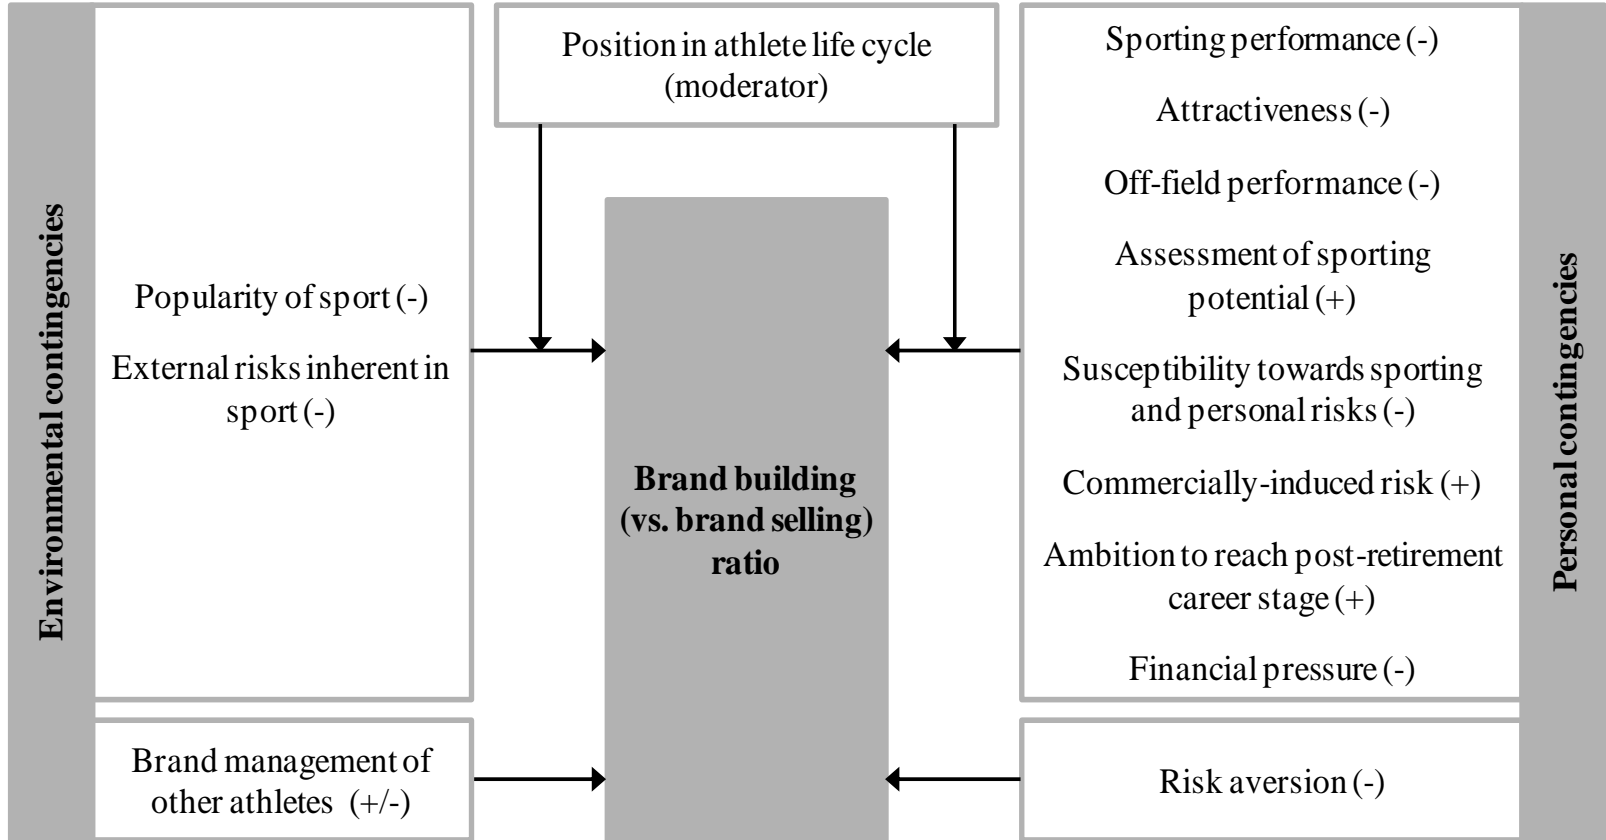 Environmental contingencies
Popularity of sport (-)
External risks inherent in
sport (-)
Brand management of
other athletes (+/-)
Position in athlete life cycle
(moderator)
Brand building
(vs. brand selling)
ratio
Sporting performance (-)
Attractiveness (-)
Off-field performance (-)
Assessment of sporting
potential (+)
Susceptibility towards sporting
and personal risks (-)
Commercially-induced risk (+)
Ambition to reach post-retirement
career stage (+)
Financial pressure (-)
Risk aversion (-)
Personal contingencies